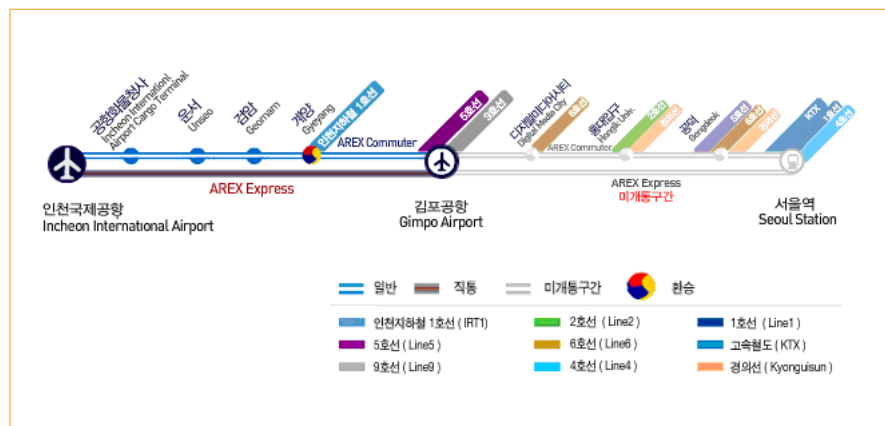 공항화물청사
Incheon Internationl
Airport Cargo Terminal
운서
Unseo
검암
Geomam
계양
Gyeyang
인천지하철 1호선
AREX Commuter
5호선
9호선
디지털미디어시티
Digital Media City
6호선
홍대입구
Hongik Univ.
2호선
경의선
AREX Commuter
공덕
Gongdeok
5호선
6호선
경의선
KTX
1호선
4호선
AREX Express
AREX Express
미개통구간
인천국제공항
Incheon International Airport
김포공항
Gimpo Airport
서울역
Seoul Station
일반
직통
미개통구간
환승
인천지하철 1호선 ( IRT1)
2호선 ( Line2 )
1호선 ( Line1 )
5호선 ( Line5 )
6호선 ( Line6 )
고속철도 ( KTX )
9호선 ( Line9 )
4호선 ( Line4 )
경의선 ( Kyonguisun )